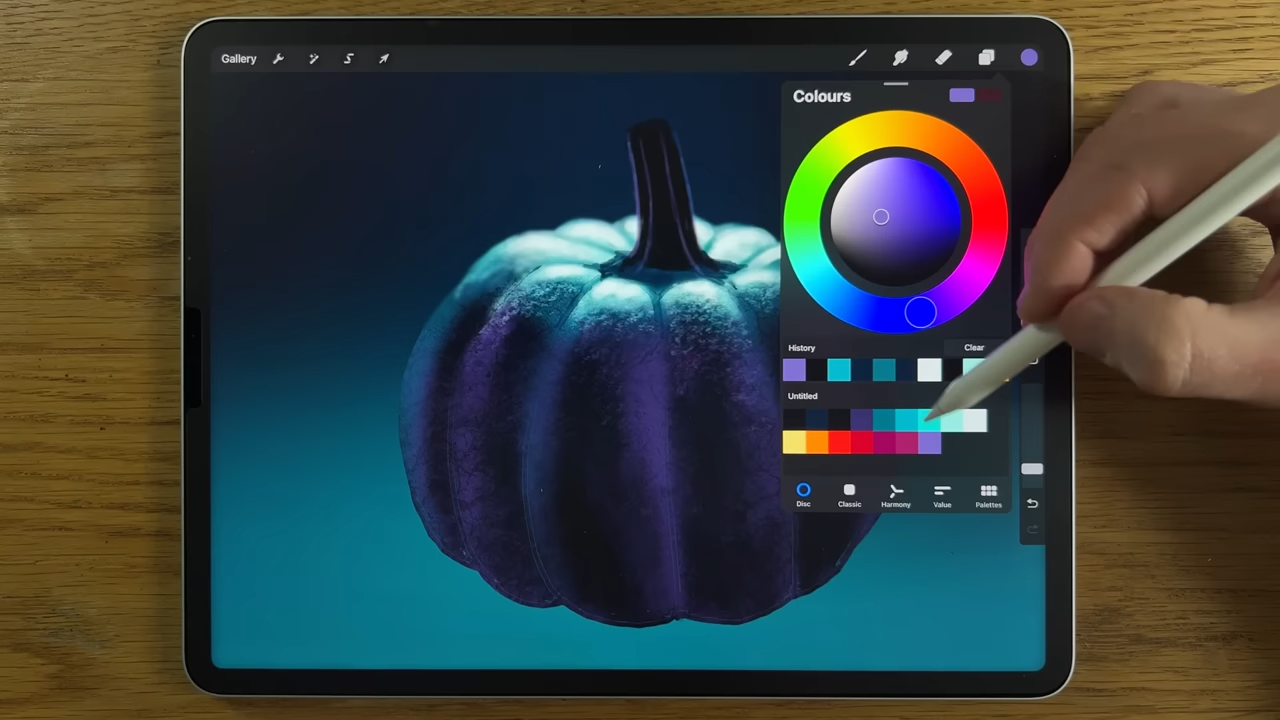 Gallery
Colours
History
Clear
Untitled
Disc
Classic
Harmony
Value
Palettes